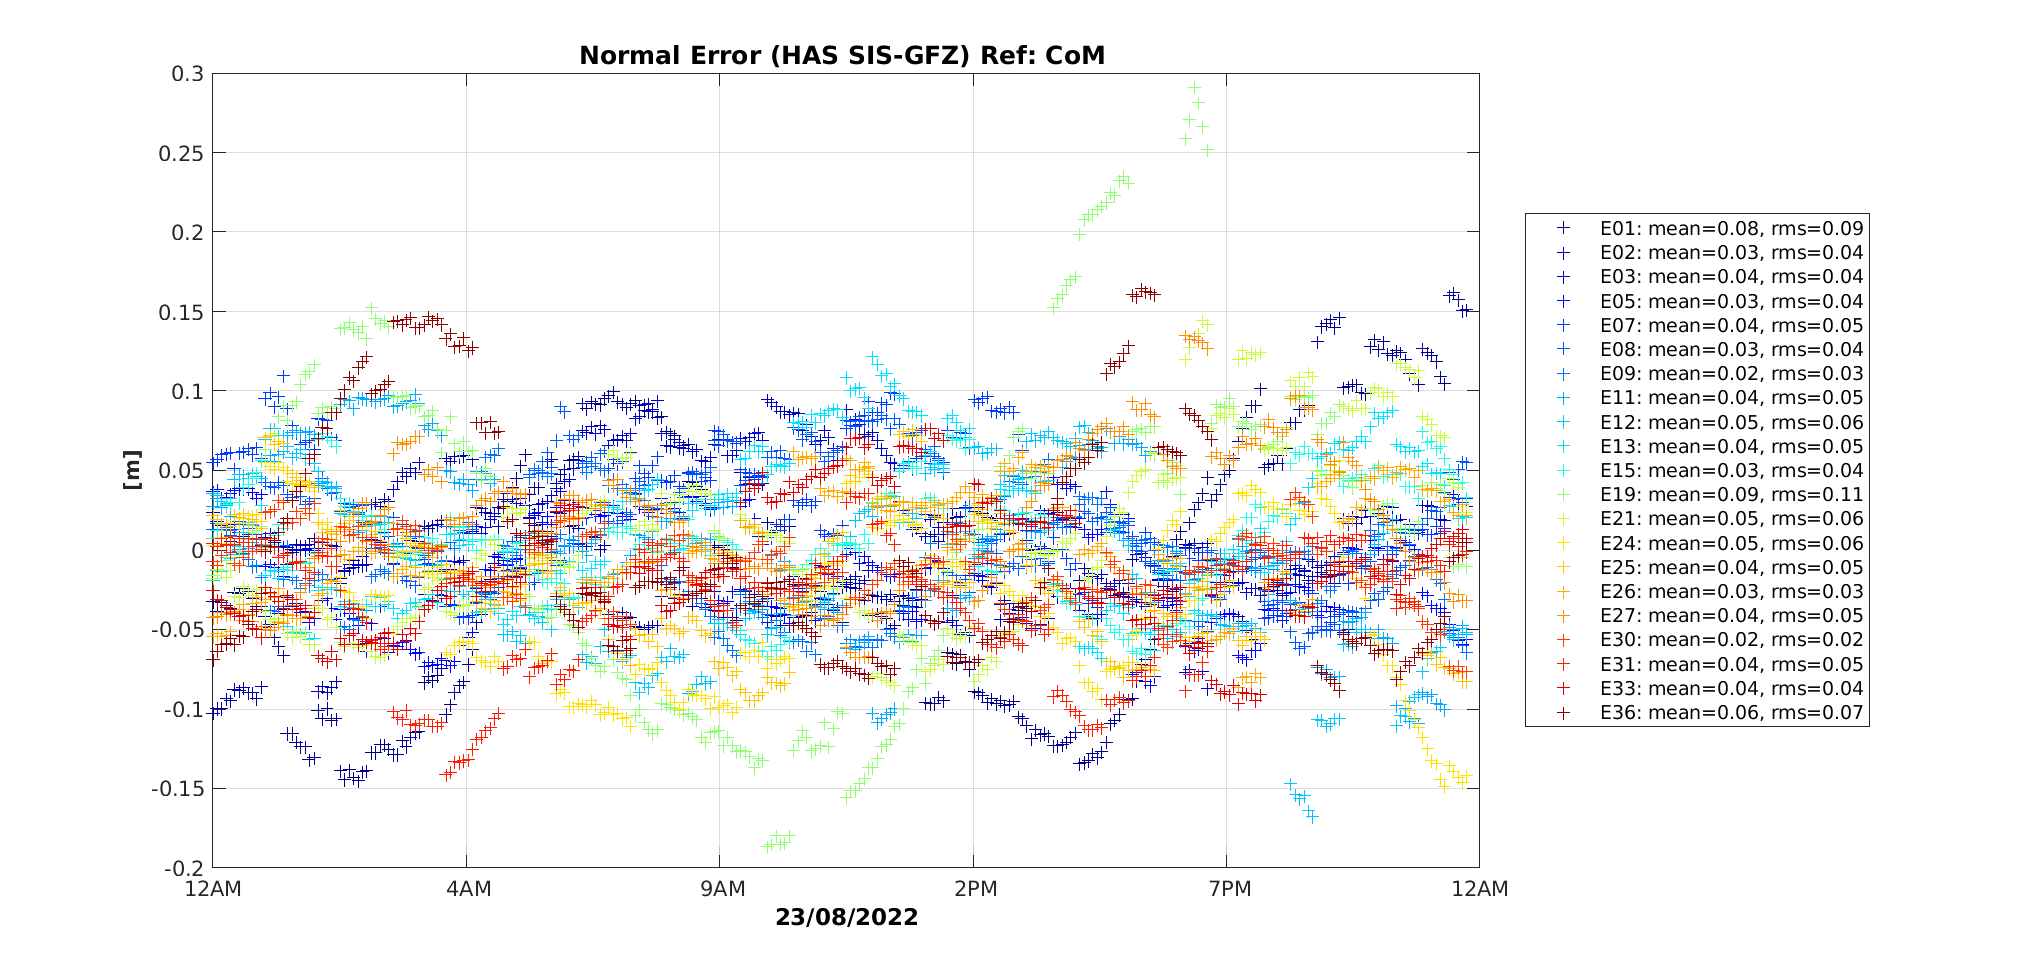 Normal Error (HAS SIS-GFZ) Ref: CoM
0.3
0.25
0.2
0.15
0.1
0.05
0
-0.05
-0.1
-0.15
-0.2
[m]
12AM 4AM 9AM 2PM 7PM 12AM
23/08/2022
E01: mean=0.08, rms=0.09
E02: mean=0.03, rms=0.04
E03: mean=0.04, rms=0.04
E05: mean=0.03, rms=0.04
E07: mean=0.04, rms=0.05
E08: mean=0.03, rms=0.04
E09: mean=0.02, rms=0.03
E11: mean=0.04, rms=0.05
E12: mean=0.05, rms=0.06
E13: mean=0.04, rms=0.05
E15: mean=0.03, rms=0.04
E19: mean=0.09, rms=0.11
E21: mean=0.05, rms=0.06
E24: mean=0.05, rms=0.06
E25: mean=0.04, rms=0.05
E26: mean=0.03, rms=0.03
E27: mean=0.04, rms=0.05
E30: mean=0.02, rms=0.02
E31: mean=0.04, rms=0.05
E33: mean=0.04, rms=0.04
E36: mean=0.06, rms=0.07